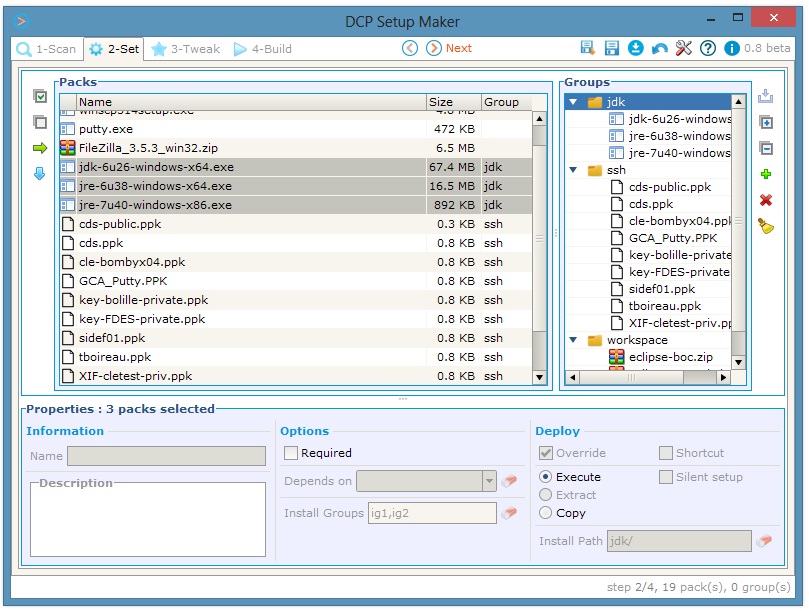 DCP Setup Maker
1-Scan 2-Set 3-Tweak 4-Build Next 0.8 beta
Packs
Name Size Group
winscp514setup.exe 4.8 MB
putty.exe 472 KB
FileZilla_3.5.3_win32.zip 6.5 MB
jdk-6u26-windows-x64.exe 67.4 MB jdk
jre-6u38-windows-x64.exe 16.5 MB jdk
jre-7u40-windows-x86.exe 892 KB jdk
cds-public.ppk 0.3 KB ssh
cds.ppk 0.8 KB ssh
cle-bombyx04.ppk 0.8 KB ssh
GCA_Putty.PPK 0.8 KB ssh
key-bolille-private.ppk 0.8 KB ssh
key-FDES-private.ppk 0.8 KB ssh
sidef01.ppk 0.8 KB ssh
tboireau.ppk 0.8 KB ssh
XIF-cletest-priv.ppk 0.8 KB ssh
Groups
jdk
jdk-6u26-windows
jre-6u38-windows
jre-7u40-windows
ssh
cds-public.ppk
cds.ppk
cle-bombyx04.ppk
GCA_Putty.PPK
key-bolille-private
key-FDES-private
sidef01.ppk
tboireau.ppk
XIF-cletest-priv.pp
workspace
eclipse-boc.zip
Properties : 3 packs selected
Information
Name
Description
Options
Required
Depends on
Install Groups ig1,ig2
Deploy
Override Shortcut
Execute Silent setup
Extract
Copy
Install Path jdk/
step 2/4, 19 pack(s), 0 group(s)